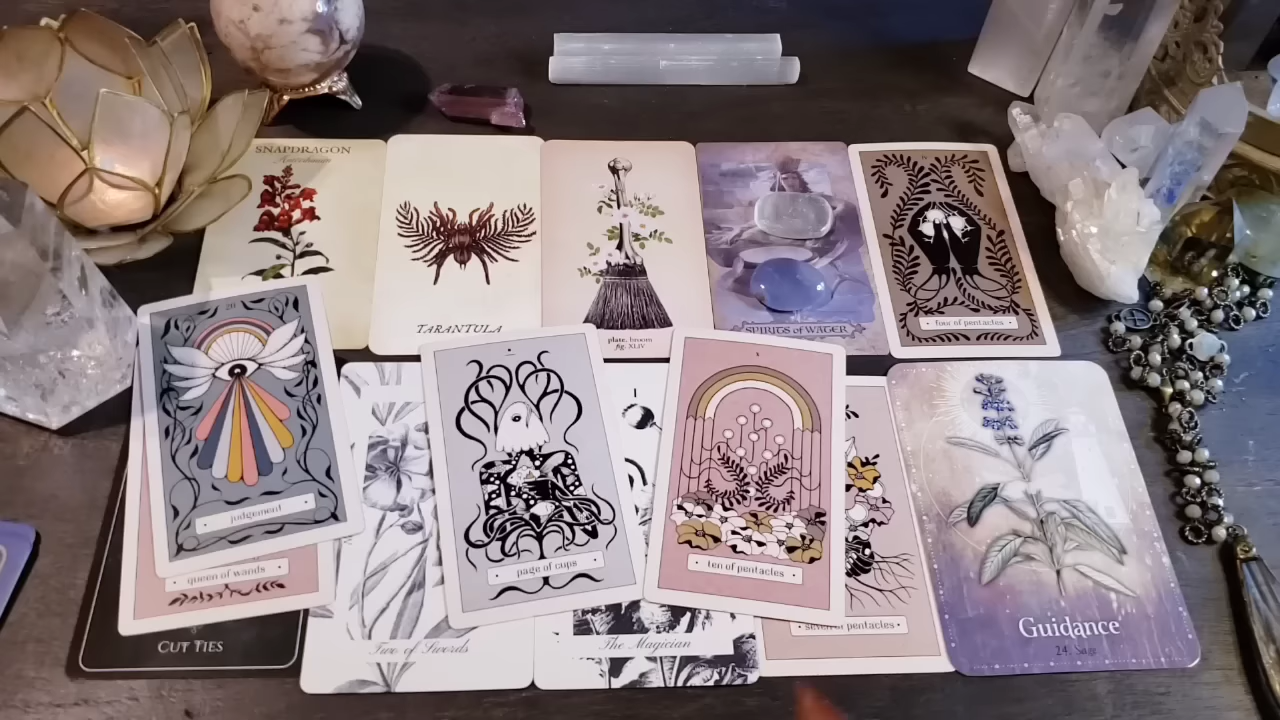 SNAPDRAGON
TARANTULA
plate. broom
fig. XLIV
SPIRITS of WATER
four of pentacles
20
judgement
queen of wands
CUT TIES
Two of Swords
page of cups
I
The Magician
ten of pentacles
seven of pentacles
Guidance
24. Sage